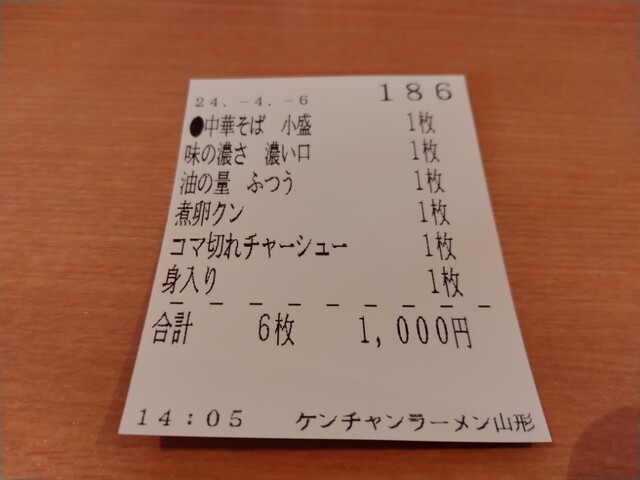 186
24.-4.-6
●中華そば 小盛 1枚
味の濃さ 濃い口 1枚
油の量 ふつう 1枚
煮卵クン 1枚
コマ切れチャーシュー 1枚
身入り 1枚
合計 6枚 1,000円
14:05 ケンチャンラーメン山形